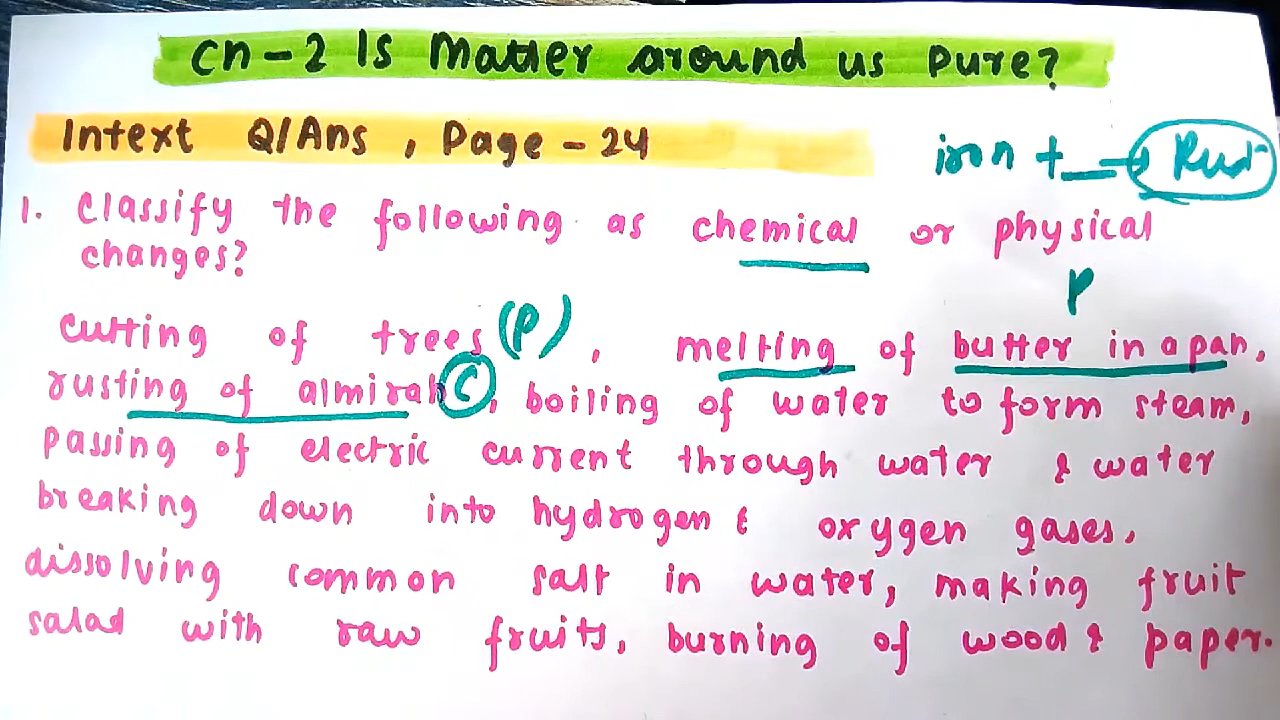 Ch-2 Is Matter around us Pure?
Intext Q/Ans, Page-24
iron + __ → Rust
1. Classify the following as chemical or physical
changes?
P
cutting of trees (P), melting of butter in a pan,
rusting of almirah C, boiling of water to form steam,
passing of electric current through water & water
breaking down into hydrogen & oxygen gases.
dissolving common salt in water, making fruit
salad with raw fruits, burning of wood & paper.